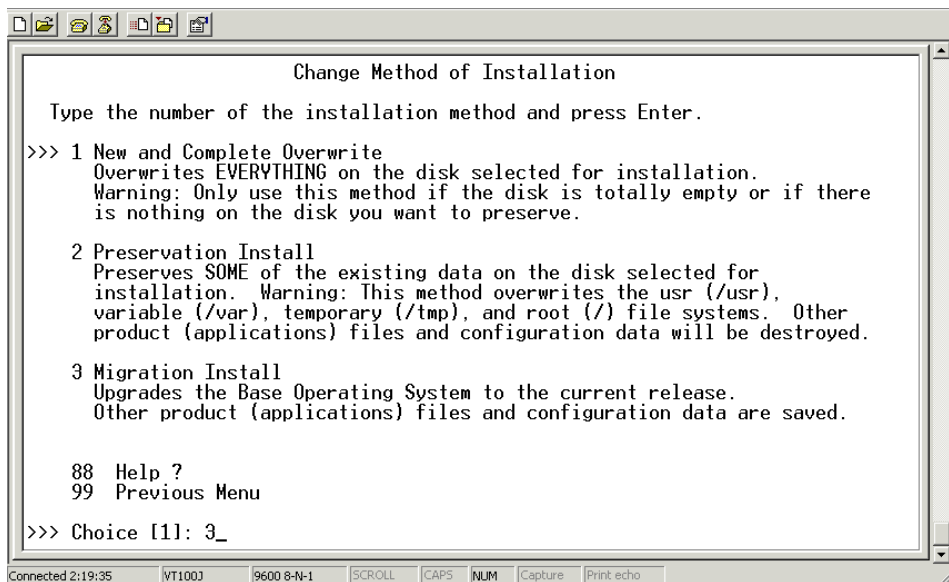 Change Method of Installation
Type the number of the installation method and press Enter.
>>> 1 New and Complete Overwrite
Overwrites EVERYTHING on the disk selected for installation.
Warning: Only use this method if the disk is totally empty or if there
is nothing on the disk you want to preserve.
2 Preservation Install
Preserves SOME of the existing data on the disk selected for
installation.  Warning: This method overwrites the usr (/usr),
variable (/var), temporary (/tmp), and root (/) file systems.  Other
product (applications) files and configuration data will be destroyed.
3 Migration Install
Upgrades the Base Operating System to the current release.
Other product (applications) files and configuration data are saved.
88  Help ?
99  Previous Menu
>>> Choice [1]: 3_
Connected 2:19:35 VT100J 9600 8-N-1 SCROLL CAPS NUM Capture Print echo